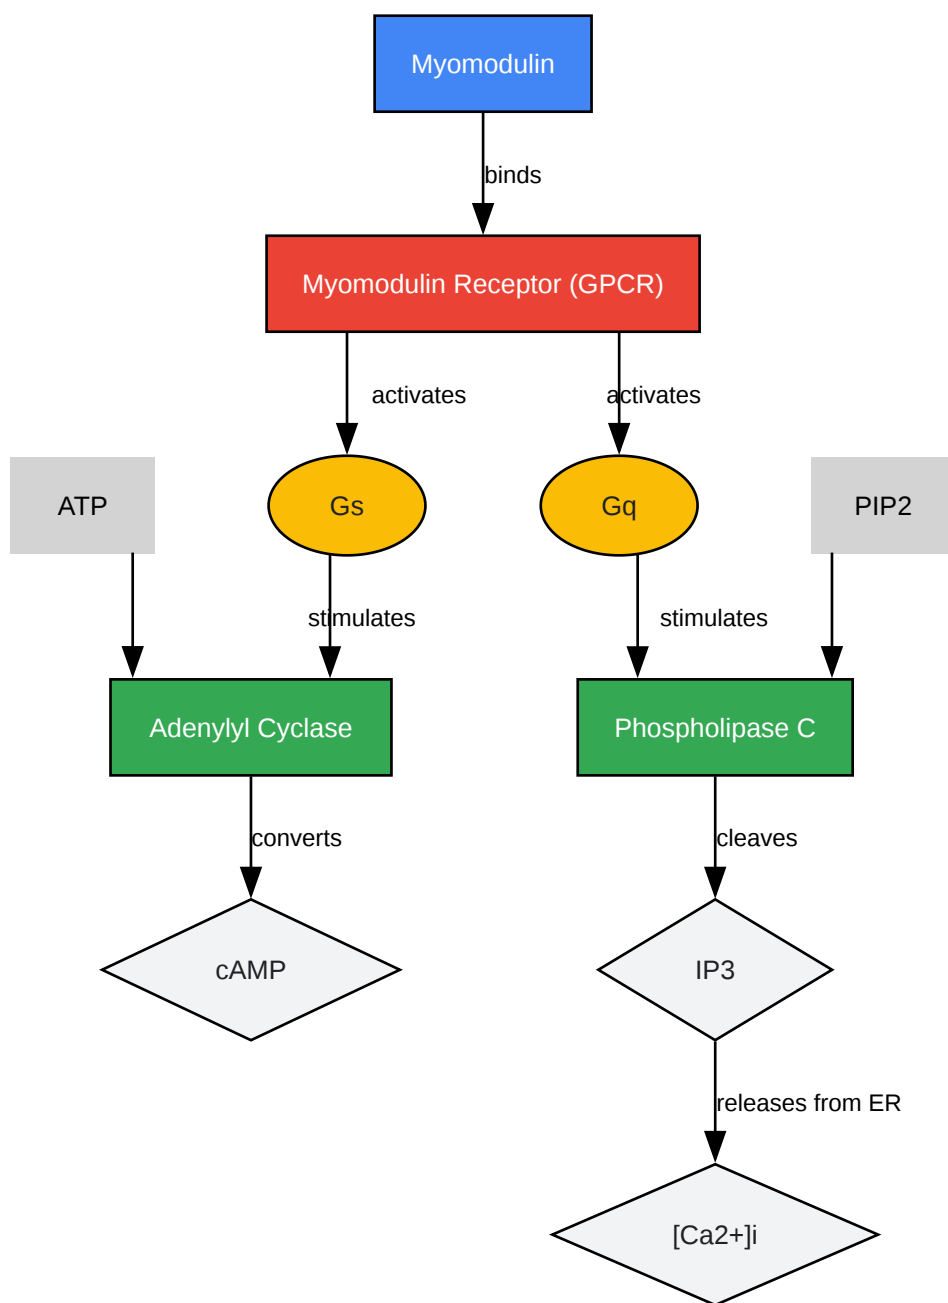 Myomodulin
binds
Myomodulin Receptor (GPCR)
activates
activates
ATP
Gs
Gq
PIP2
stimulates
stimulates
Adenylyl Cyclase
Phospholipase C
converts
cleaves
cAMP
IP3
releases from ER
[Ca2+]i